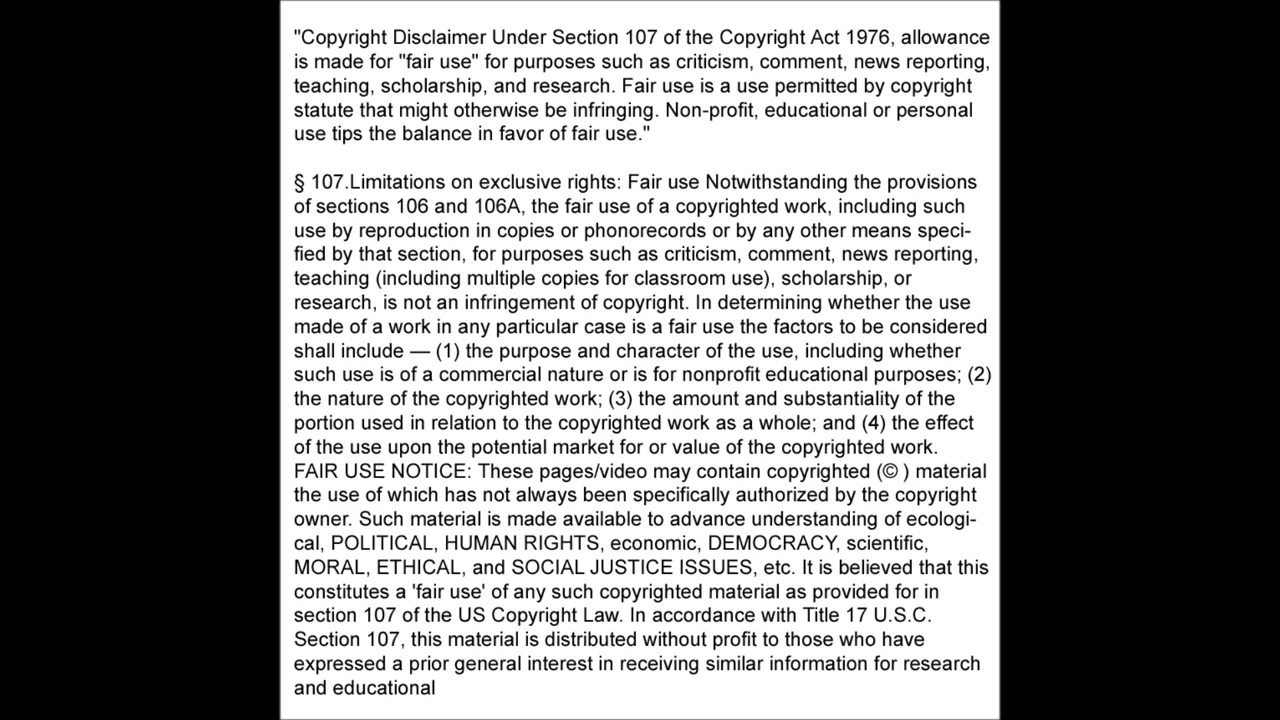 "Copyright Disclaimer Under Section 107 of the Copyright Act 1976, allowance
is made for "fair use" for purposes such as criticism, comment, news reporting,
teaching, scholarship, and research. Fair use is a use permitted by copyright
statute that might otherwise be infringing. Non-profit, educational or personal
use tips the balance in favor of fair use."
§ 107.Limitations on exclusive rights: Fair use Notwithstanding the provisions
of sections 106 and 106A, the fair use of a copyrighted work, including such
use by reproduction in copies or phonorecords or by any other means speci-
fied by that section, for purposes such as criticism, comment, news reporting,
teaching (including multiple copies for classroom use), scholarship, or
research, is not an infringement of copyright. In determining whether the use
made of a work in any particular case is a fair use the factors to be considered
shall include — (1) the purpose and character of the use, including whether
such use is of a commercial nature or is for nonprofit educational purposes; (2)
the nature of the copyrighted work; (3) the amount and substantiality of the
portion used in relation to the copyrighted work as a whole; and (4) the effect
of the use upon the potential market for or value of the copyrighted work.
FAIR USE NOTICE: These pages/video may contain copyrighted (© ) material
the use of which has not always been specifically authorized by the copyright
owner. Such material is made available to advance understanding of ecologi-
cal, POLITICAL, HUMAN RIGHTS, economic, DEMOCRACY, scientific,
MORAL, ETHICAL, and SOCIAL JUSTICE ISSUES, etc. It is believed that this
constitutes a 'fair use' of any such copyrighted material as provided for in
section 107 of the US Copyright Law. In accordance with Title 17 U.S.C.
Section 107, this material is distributed without profit to those who have
expressed a prior general interest in receiving similar information for research
and educational